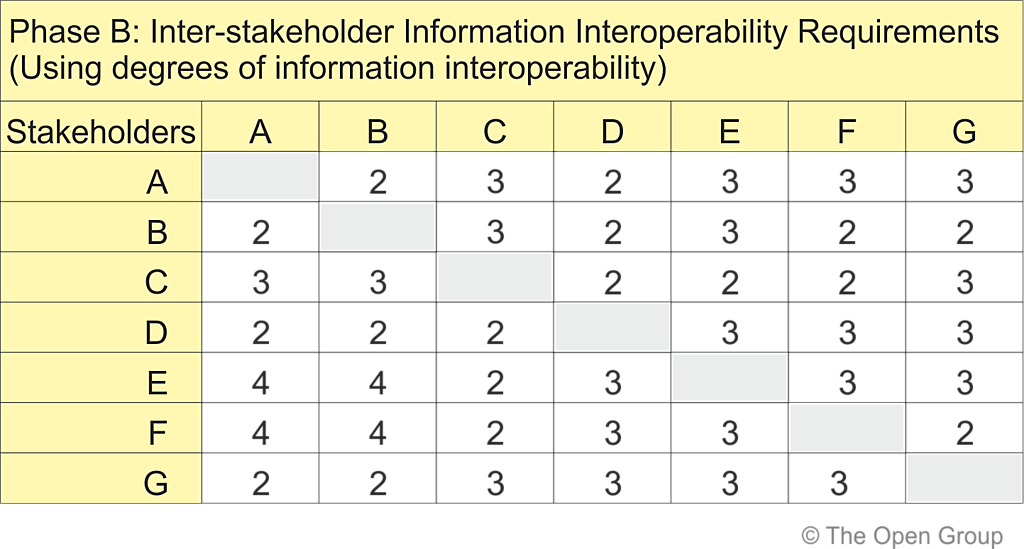 Phase B: Inter-stakeholder Information Interoperability Requirements
(Using degrees of information interoperability)
Stakeholders A B C D E F G
A 2 3 2 3 3 3
B 2 3 2 3 2 2
C 3 3 2 2 2 3
D 2 2 2 3 3 3
E 4 4 2 3 3 3
F 4 4 2 3 3 2
G 2 2 3 3 3 3
© The Open Group